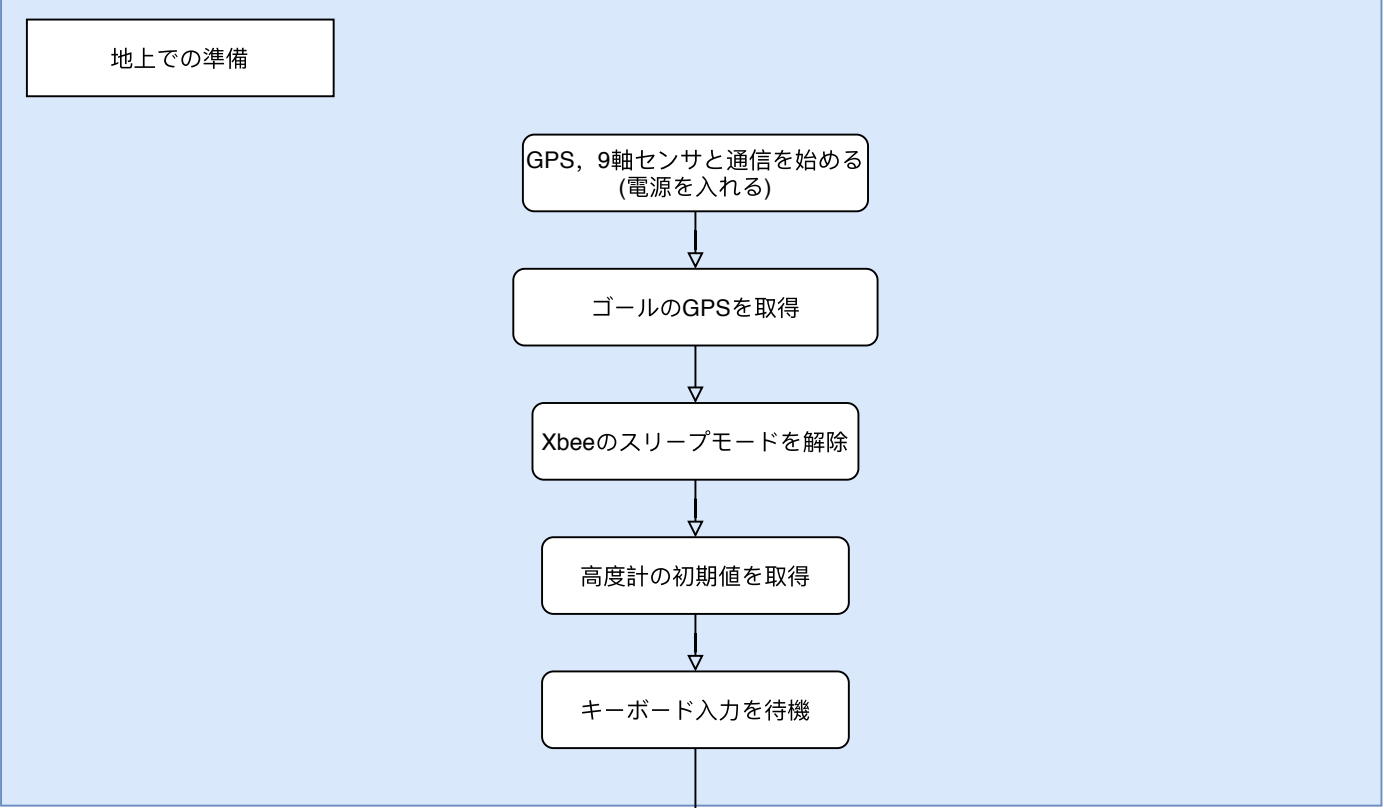 地上での準備
GPS，9軸センサと通信を始める
(電源を入れる)
ゴールのGPSを取得
Xbeeのスリープモードを解除
高度計の初期値を取得
キーボード入力を待機